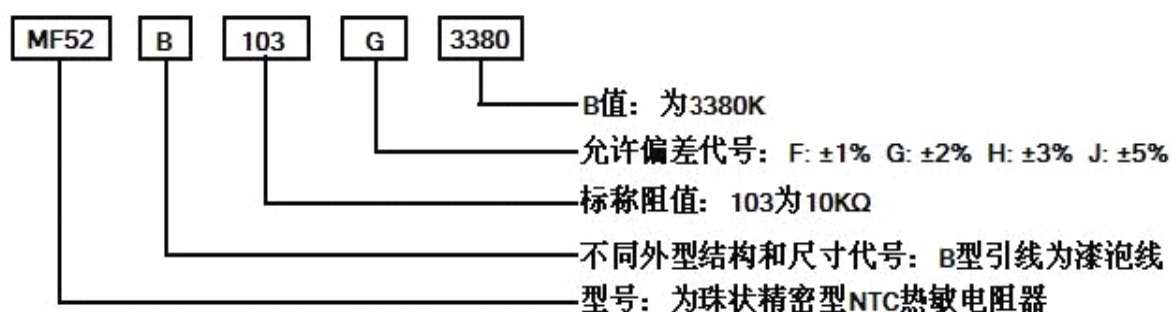 MF52 B 103 G 3380
B值：为3380K
允许偏差代号：F: ±1% G: ±2% H: ±3% J: ±5%
标称阻值：103为10KΩ
不同外型结构和尺寸代号：B型引线为漆泡线
型号：为珠状精密型NTC热敏电阻器